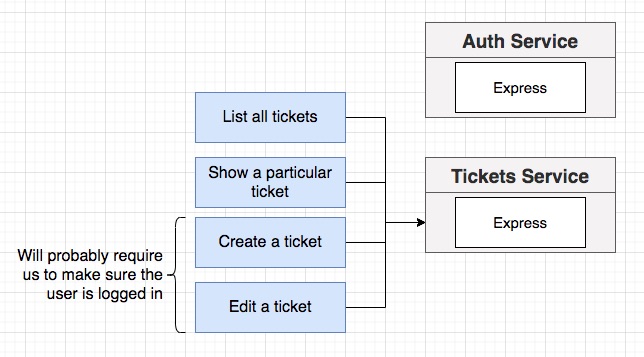 Auth Service
Express
List all tickets
Show a particular
ticket
Tickets Service
Express
Create a ticket
Will probably require
us to make sure the
user is logged in
Edit a ticket